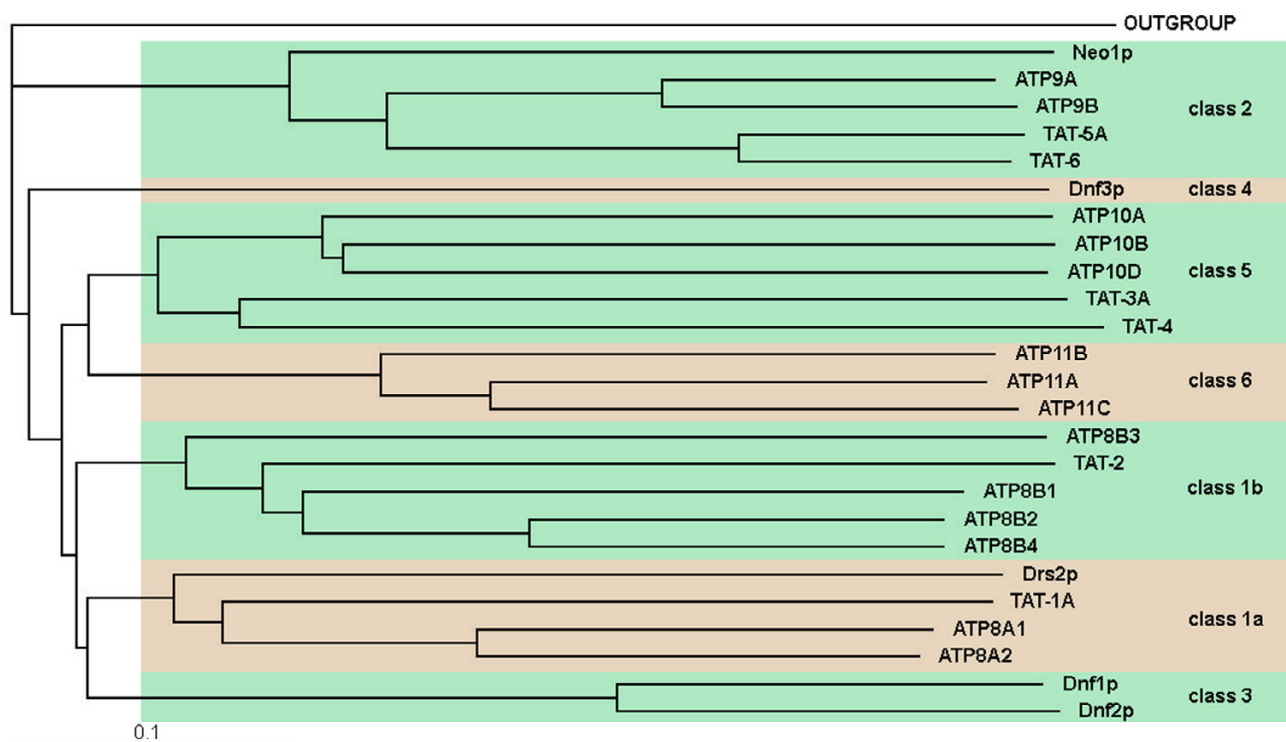 OUTGROUP
Neo1p
ATP9A
ATP9B
class 2
TAT-5A
TAT-6
Dnf3p
class 4
ATP10A
ATP10B
ATP10D
class 5
TAT-3A
TAT-4
ATP11B
ATP11A
class 6
ATP11C
ATP8B3
TAT-2
ATP8B1
class 1b
ATP8B2
ATP8B4
Drs2p
TAT-1A
class 1a
ATP8A1
ATP8A2
Dnf1p
class 3
Dnf2p
0.1